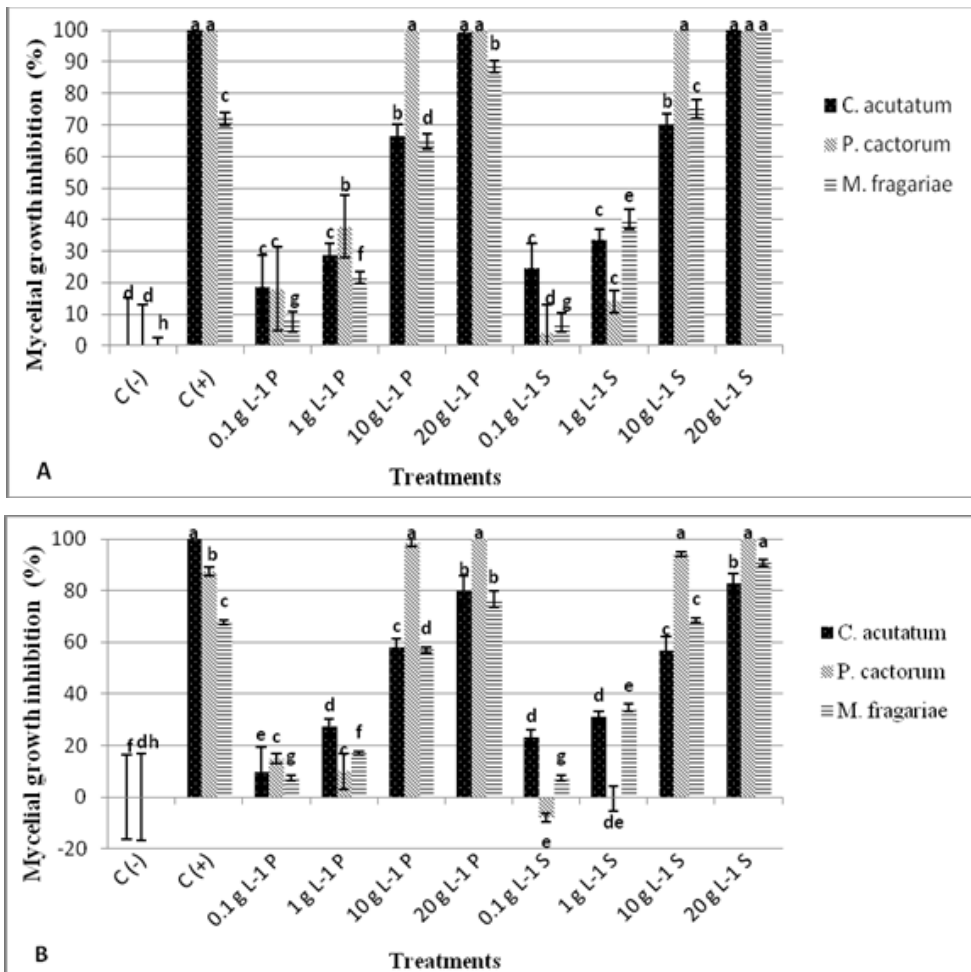 Mycelial growth inhibition (%)
100
90
80
70
60
50
40
30
20
10
0
d d h
a a c
c c g
c b f
b a d
a a b
c d g
c c e
b a c
a a a
C (-)
C (+)
0.1 g L-1 P
1 g L-1 P
10 g L-1 P
20 g L-1 P
0.1 g L-1 S
1 g L-1 S
10 g L-1 S
20 g L-1 S
C. acutatum
P. cactorum
M. fragariae
A
Treatments
Mycelial growth inhibition (%)
100
80
60
40
20
0
-20
f d h
a b c
e c g
d c f
c a d
b a b
d e g
d de e
c a c
b a a
C (-)
C (+)
0.1 g L-1 P
1 g L-1 P
10 g L-1 P
20 g L-1 P
0.1 g L-1 S
1 g L-1 S
10 g L-1 S
20 g L-1 S
C. acutatum
P. cactorum
M. fragariae
B
Treatments